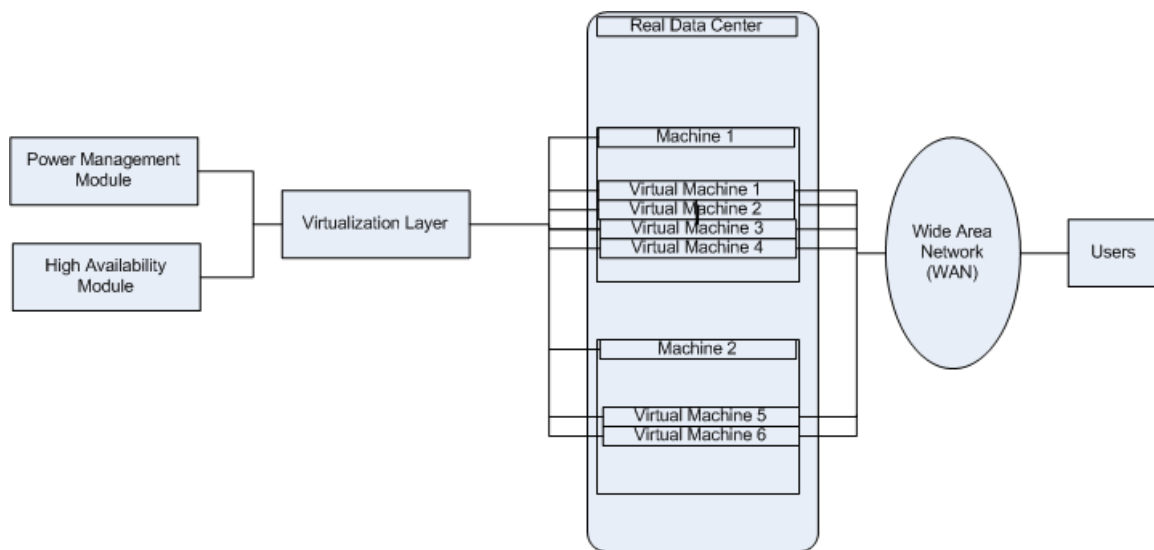 Real Data Center
Power Management
Module
High Availability
Module
Virtualization Layer
Machine 1
Virtual Machine 1
Virtual Machine 2
Virtual Machine 3
Virtual Machine 4
Machine 2
Virtual Machine 5
Virtual Machine 6
Wide Area
Network
(WAN)
Users